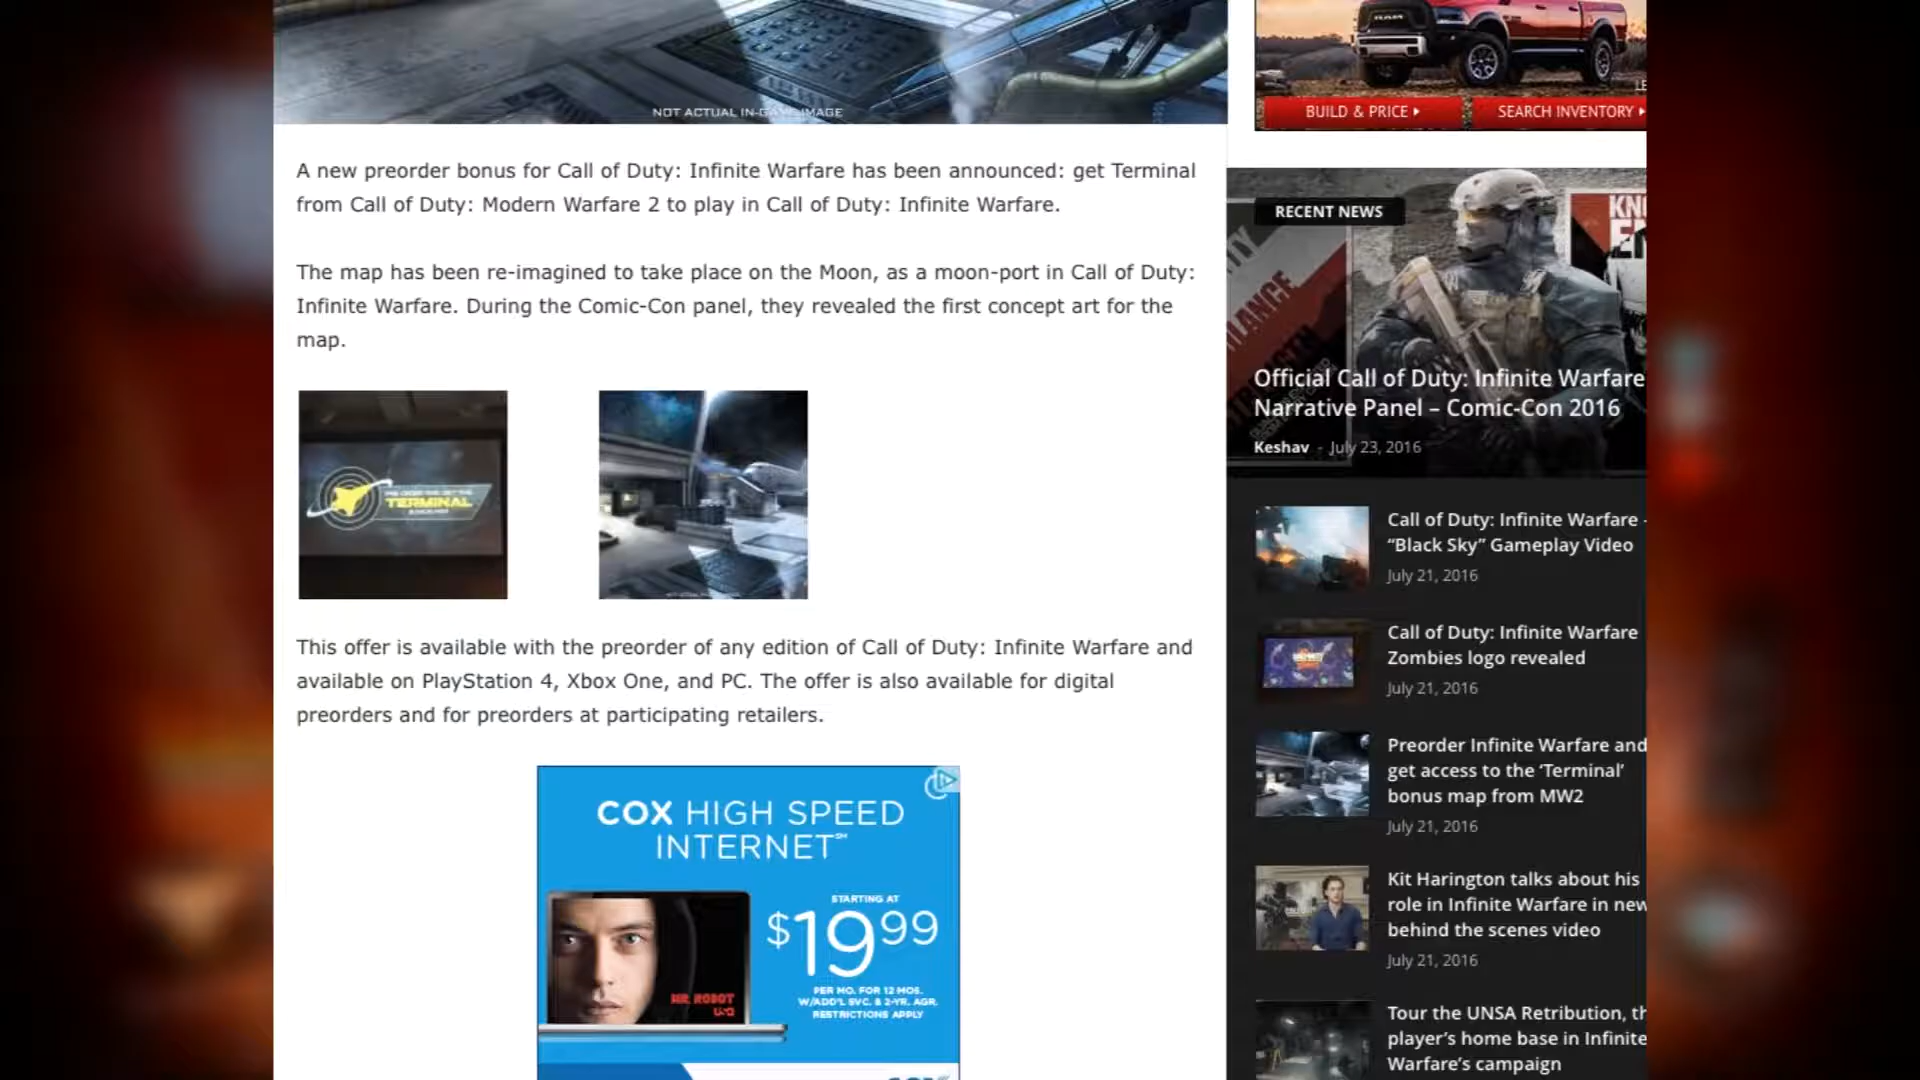 NOT ACTUAL IN-GAME IMAGE
A new preorder bonus for Call of Duty: Infinite Warfare has been announced: get Terminal
from Call of Duty: Modern Warfare 2 to play in Call of Duty: Infinite Warfare.
The map has been re-imagined to take place on the Moon, as a moon-port in Call of Duty:
Infinite Warfare. During the Comic-Con panel, they revealed the first concept art for the
map.
TERMINAL
This offer is available with the preorder of any edition of Call of Duty: Infinite Warfare and
available on PlayStation 4, Xbox One, and PC. The offer is also available for digital
preorders and for preorders at participating retailers.
COX HIGH SPEED
INTERNET℠
STARTING AT
$1999
PER MO. FOR 12 MOS.
W/ADD'L SVC. & 2-YR. AGR.
RESTRICTIONS APPLY
MR. ROBOT
USA
RAM
BUILD & PRICE
SEARCH INVENTORY
RECENT NEWS
Official Call of Duty: Infinite Warfare
Narrative Panel – Comic-Con 2016
Keshav - July 23, 2016
Call of Duty: Infinite Warfare -
“Black Sky” Gameplay Video
July 21, 2016
Call of Duty: Infinite Warfare
Zombies logo revealed
July 21, 2016
Preorder Infinite Warfare and
get access to the ‘Terminal’
bonus map from MW2
July 21, 2016
Kit Harington talks about his
role in Infinite Warfare in new
behind the scenes video
July 21, 2016
Tour the UNSA Retribution, th
player’s home base in Infinite
Warfare’s campaign